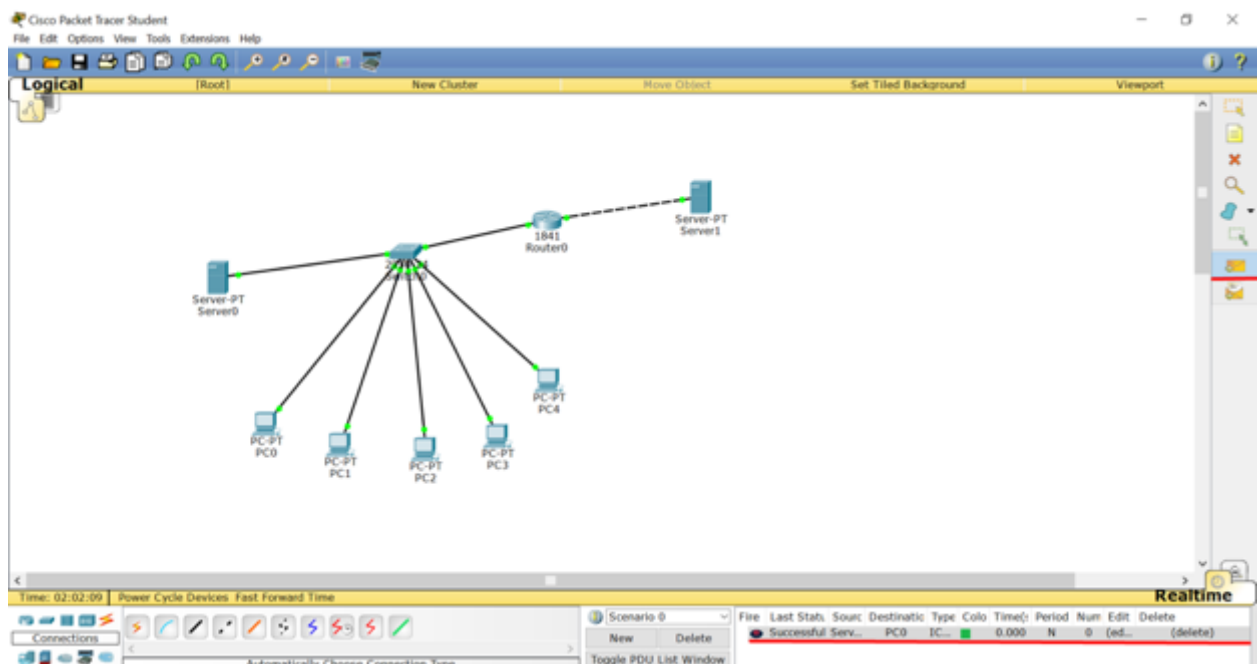 Cisco Packet Tracer Student
File Edit Options View Tools Extensions Help
Logical [Root] New Cluster Move Object Set Tiled Background Viewport
Server-PT
Server1
1841
Router0
Server-PT
Server0
PC-PT
PC4
PC-PT
PC0
PC-PT
PC1
PC-PT
PC2
PC-PT
PC3
Time: 02:02:09 Power Cycle Devices Fast Forward Time Realtime
Connections
Automatically Choose Connection Type
Scenario 0
New Delete
Toggle PDU List Window
Fire Last Statu Sourc Destinatic Type Colo Time(: Period Num Edit Delete
Successful Serv... PC0 IC... 0.000 N 0 (ed... (delete)